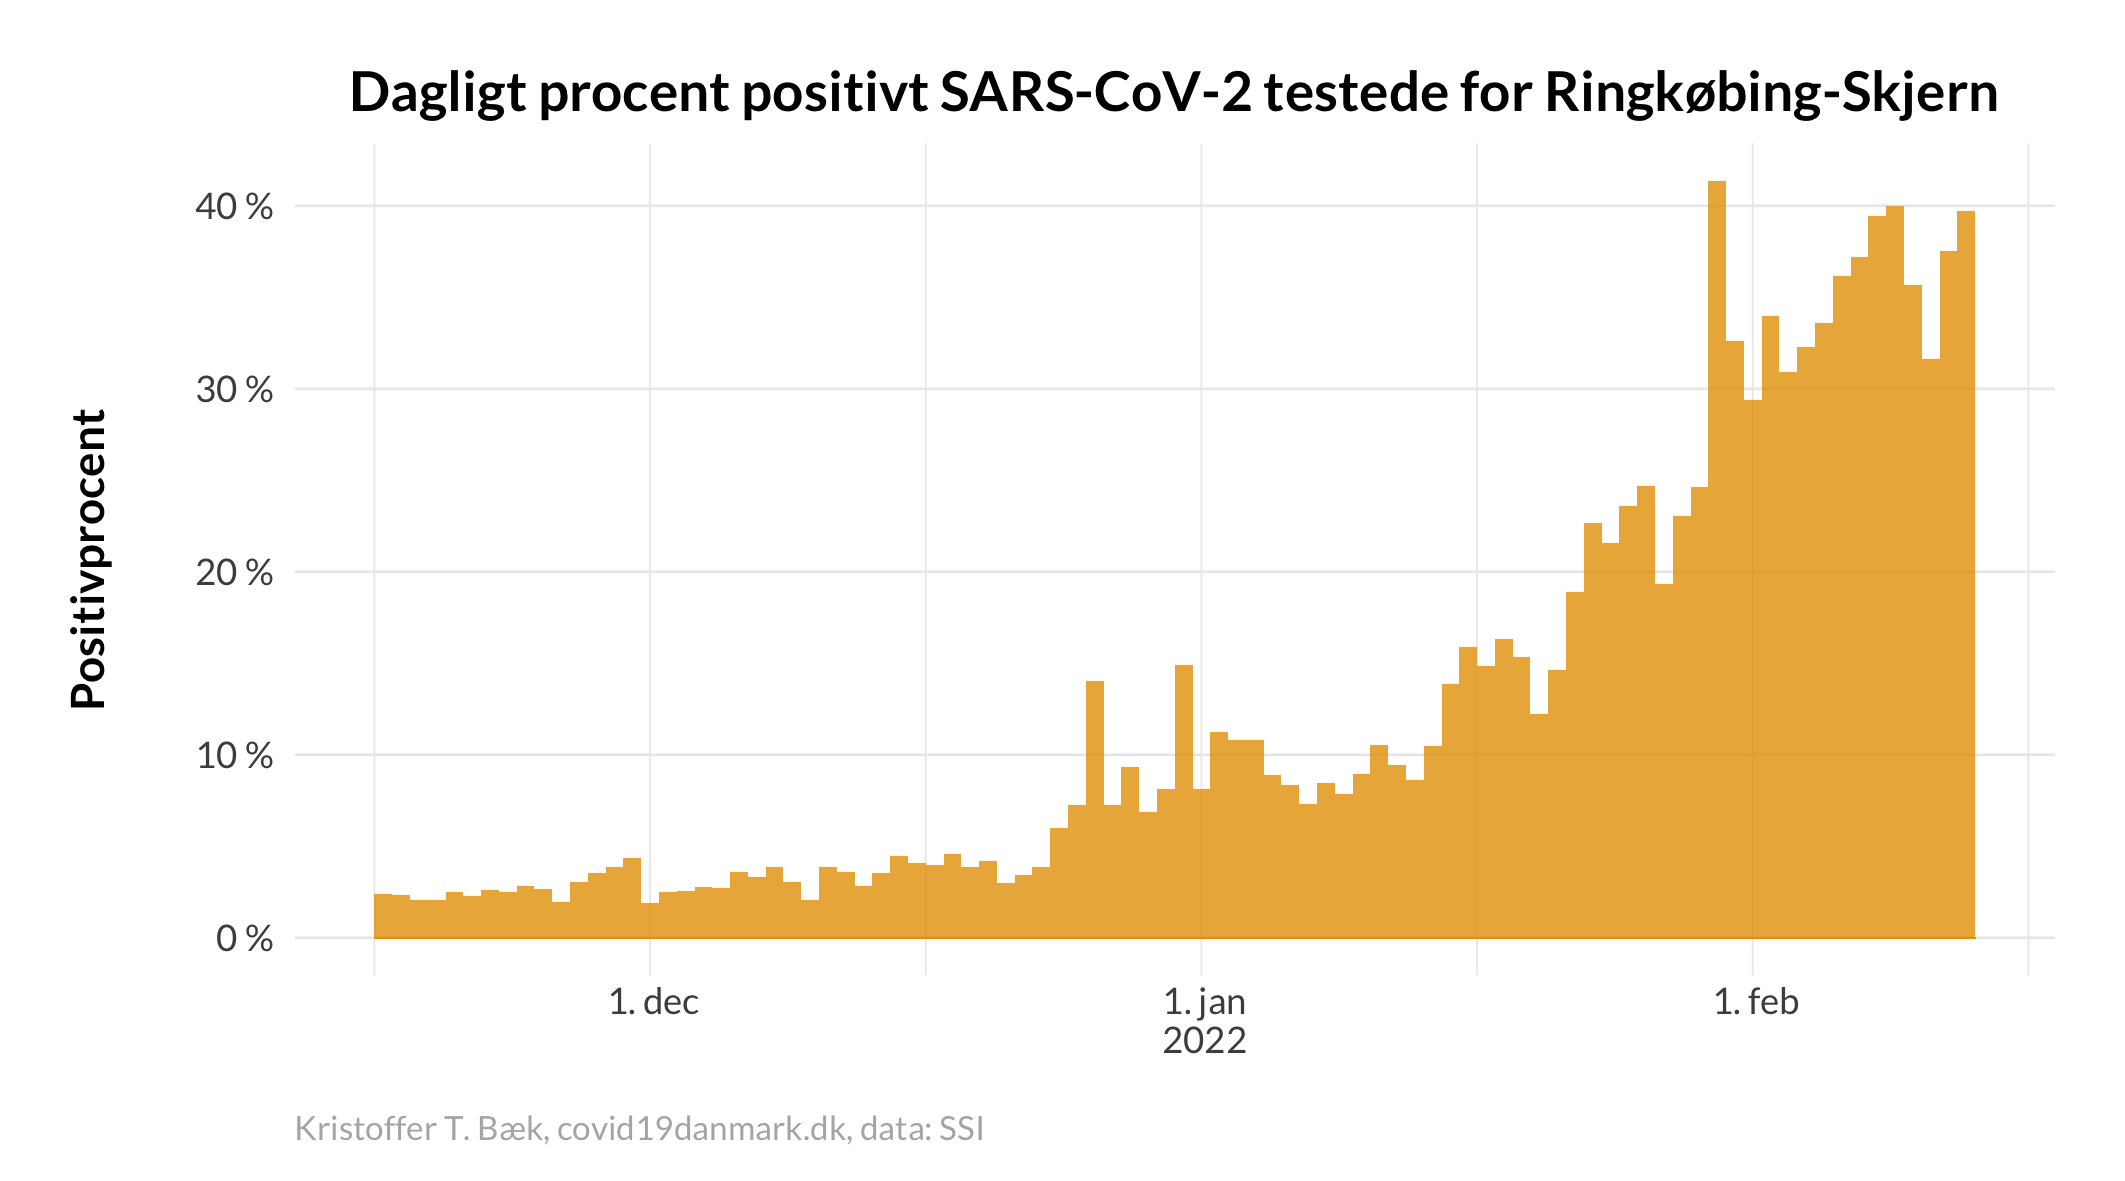 Dagligt procent positivt SARS-CoV-2 testede for Ringkøbing-Skjern
Positivprocent
40 %
30 %
20 %
10 %
0 %
1. dec
1. jan
2022
1. feb
Kristoffer T. Bæk, covid19danmark.dk, data: SSI